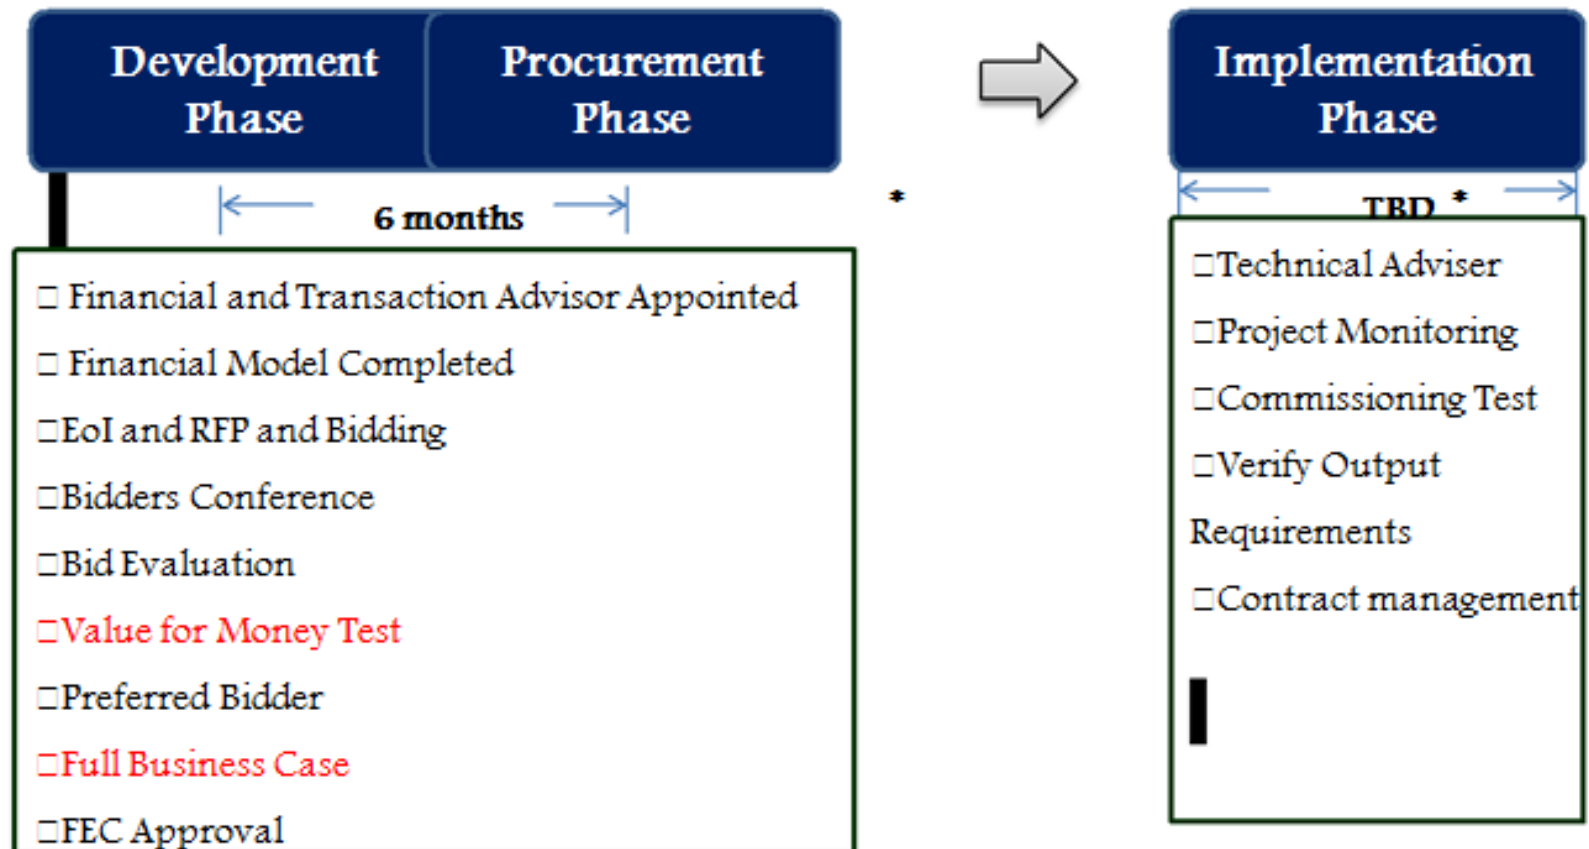 Development
Phase
Procurement
Phase
Implementation
Phase
6 months
*
TBD *
□ Financial and Transaction Advisor Appointed
□ Financial Model Completed
□EoI and RFP and Bidding
□Bidders Conference
□Bid Evaluation
□Value for Money Test
□Preferred Bidder
□Full Business Case
□FEC Approval
□Technical Adviser
□Project Monitoring
□Commissioning Test
□Verify Output
Requirements
□Contract management